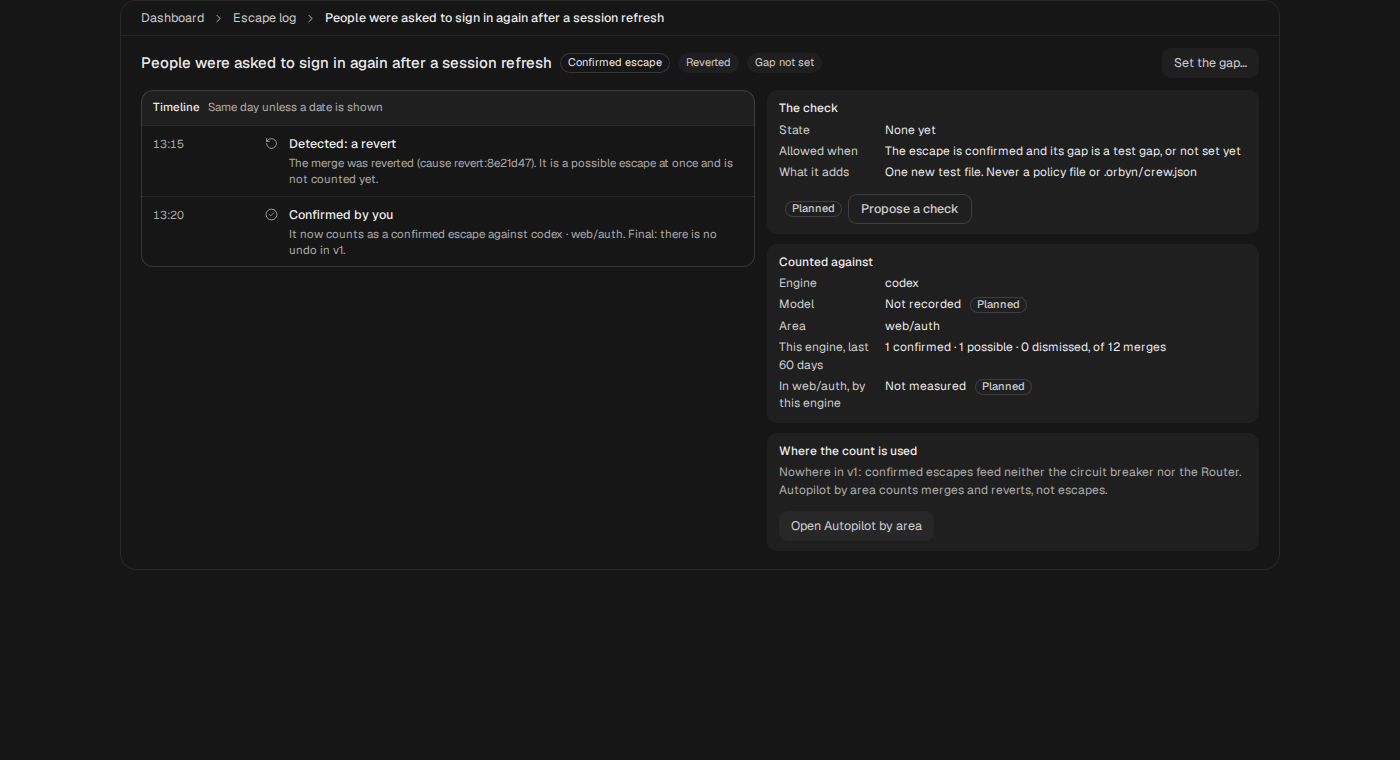 Dashboard > Escape log > People were asked to sign in again after a session refresh
People were asked to sign in again after a session refresh Confirmed escape Reverted Gap not set Set the gap…
Timeline Same day unless a date is shown
13:15 Detected: a revert
The merge was reverted (cause revert:8e21d47). It is a possible escape at once and is
not counted yet.
13:20 Confirmed by you
It now counts as a confirmed escape against codex · web/auth. Final: there is no
undo in v1.
The check
State None yet
Allowed when The escape is confirmed and its gap is a test gap, or not set yet
What it adds One new test file. Never a policy file or .orbyn/crew.json
Planned Propose a check
Counted against
Engine codex
Model Not recorded Planned
Area web/auth
This engine, last 1 confirmed · 1 possible · 0 dismissed, of 12 merges
60 days
In web/auth, by Not measured Planned
this engine
Where the count is used
Nowhere in v1: confirmed escapes feed neither the circuit breaker nor the Router.
Autopilot by area counts merges and reverts, not escapes.
Open Autopilot by area